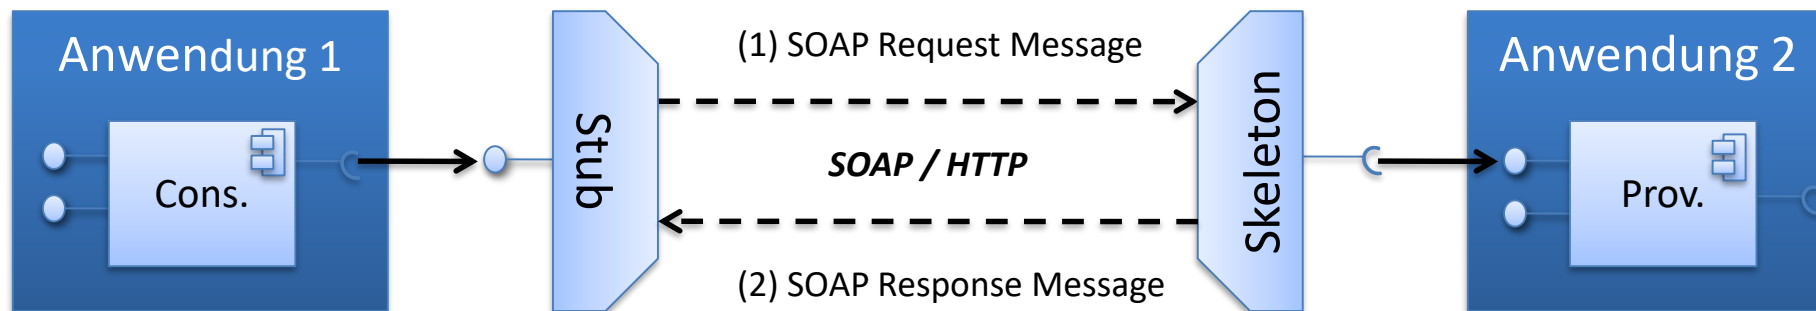 Anwendung 1
Cons.
Stub
(1) SOAP Request Message
SOAP / HTTP
(2) SOAP Response Message
Skeleton
Anwendung 2
Prov.